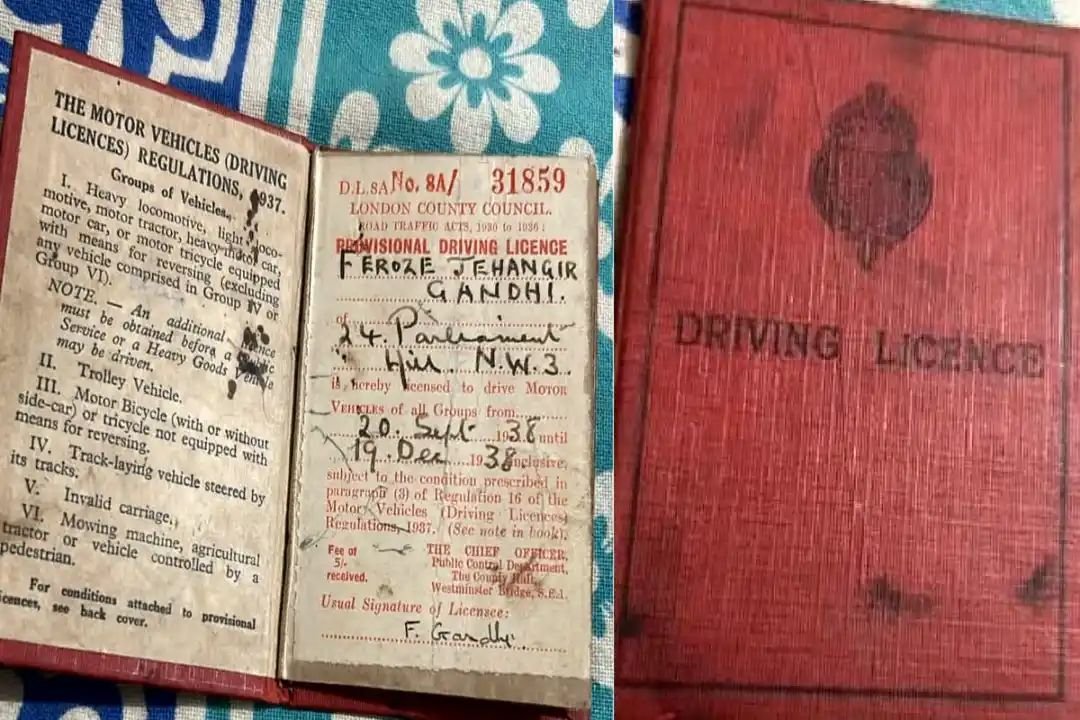 THE MOTOR VEHICLES (DRIVING
LICENCES) REGULATIONS, 1937.
Groups of Vehicles.
I. Heavy locomotive, light loco-
motive, motor tractor, heavy motor car,
motor car, or motor tricycle equipped
with means for reversing (excluding
any vehicle comprised in Group IV or
Group VI).
NOTE. — An additional licence
must be obtained before a Public
Service or a Heavy Goods Vehicle
may be driven.
II. Trolley Vehicle.
III. Motor Bicycle (with or without
side-car) or tricycle not equipped with
means for reversing.
IV. Track-laying vehicle steered by
its tracks.
V. Invalid carriage.
VI. Mowing machine, agricultural
tractor or vehicle controlled by a
pedestrian.
For conditions attached to provisional
licences, see back cover.
D.L.8A No. 8A/ 31859
LONDON COUNTY COUNCIL.
ROAD TRAFFIC ACTS, 1930 to 1936:
PROVISIONAL DRIVING LICENCE
FEROZE JEHANGIR
GANDHI.
of
24. Parliament
Hill. N.W.3.
is hereby licensed to drive MOTOR
VEHICLES of all Groups from
20. Sept 1938 until
19. Dec 1938 inclusive,
subject to the condition prescribed in
paragraph (3) of Regulation 16 of the
Motor Vehicles (Driving Licences)
Regulations, 1937. (See note in book).
Fee of
5/-
received.
THE CHIEF OFFICER,
Public Control Department,
The County Hall,
Westminster Bridge, S.E.1.
Usual Signature of Licensee:
F. Gandhi
DRIVING LICENCE